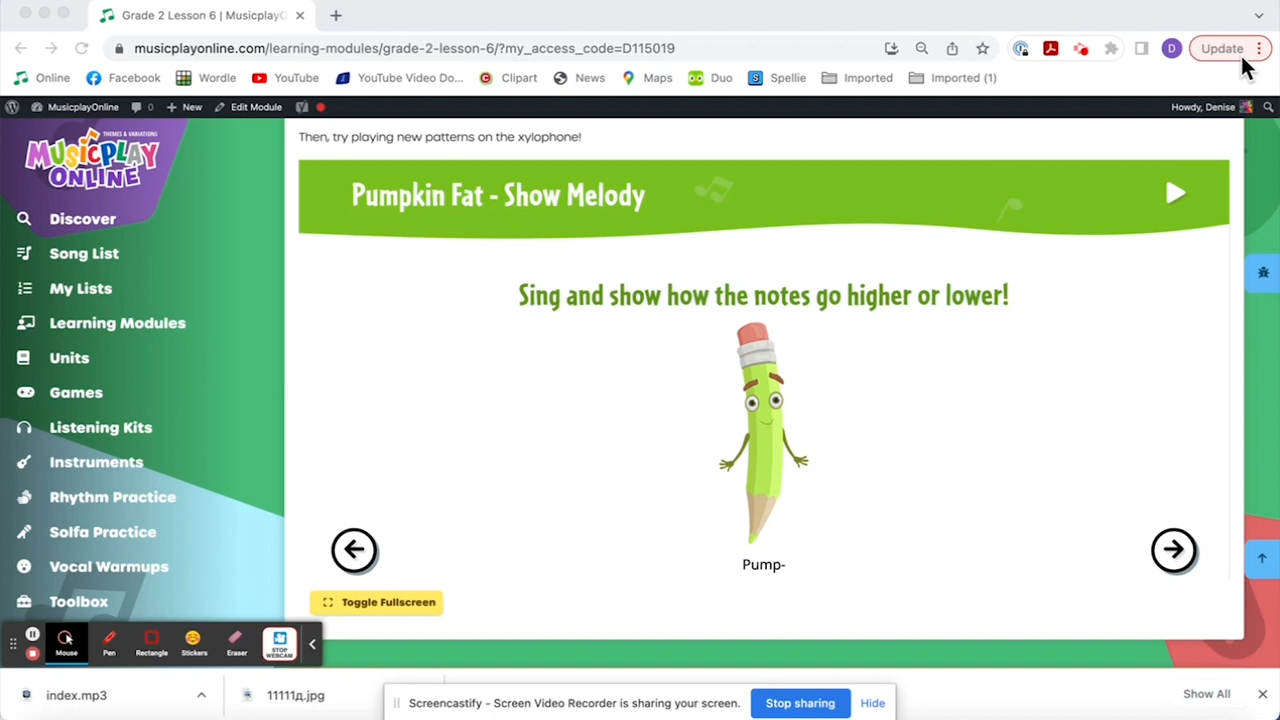 Grade 2 Lesson 6 | MusicplayO
musicplayonline.com/learning-modules/grade-2-lesson-6/?my_access_code=D115019
D
Update
Online
Facebook
Wordle
YouTube
YouTube Video Do...
Clipart
News
Maps
Duo
Spellie
Imported
Imported (1)
MusicplayOnline
0
New
Edit Module
Howdy, Denise
THEMES & VARIATIONS
MUSICPLAY
ONLINE
Discover
Song List
My Lists
Learning Modules
Units
Games
Listening Kits
Instruments
Rhythm Practice
Solfa Practice
Vocal Warmups
Toolbox
Then, try playing new patterns on the xylophone!
Pumpkin Fat - Show Melody
Sing and show how the notes go higher or lower!
Pump-
Toggle Fullscreen
Mouse
Pen
Rectangle
Stickers
Eraser
STOP
WEBCAM
index.mp3
11111д.jpg
Screencastify - Screen Video Recorder is sharing your screen.
Stop sharing
Hide
Show All